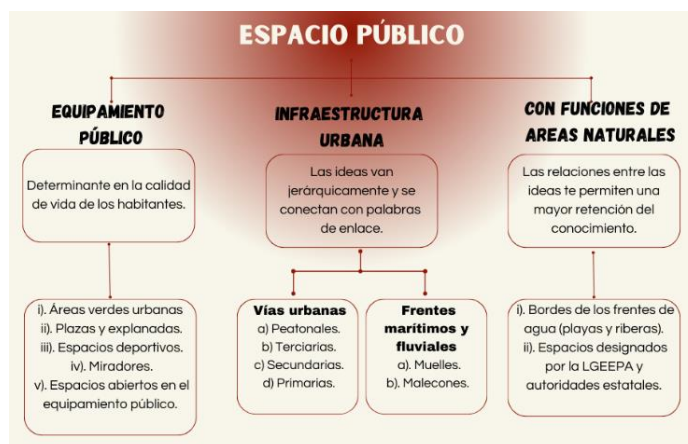 ESPACIO PÚBLICO
EQUIPAMIENTO
PÚBLICO
Determinante en la calidad
de vida de los habitantes.
i). Áreas verdes urbanas
ii). Plazas y explanadas.
iii). Espacios deportivos.
iv). Miradores.
v). Espacios abiertos en el
equipamiento público.
INFRAESTRUCTURA
URBANA
Las ideas van
jerárquicamente y se
conectan con palabras
de enlace.
Vías urbanas
a) Peatonales.
b) Terciarias.
c) Secundarias.
d) Primarias.
Frentes
marítimos y
fluviales
a). Muelles.
b). Malecones.
CON FUNCIONES DE
AREAS NATURALES
Las relaciones entre las
ideas te permiten una
mayor retención del
conocimiento.
i). Bordes de los frentes de
agua (playas y riberas).
ii). Espacios designados
por la LGEEPA y
autoridades estatales.